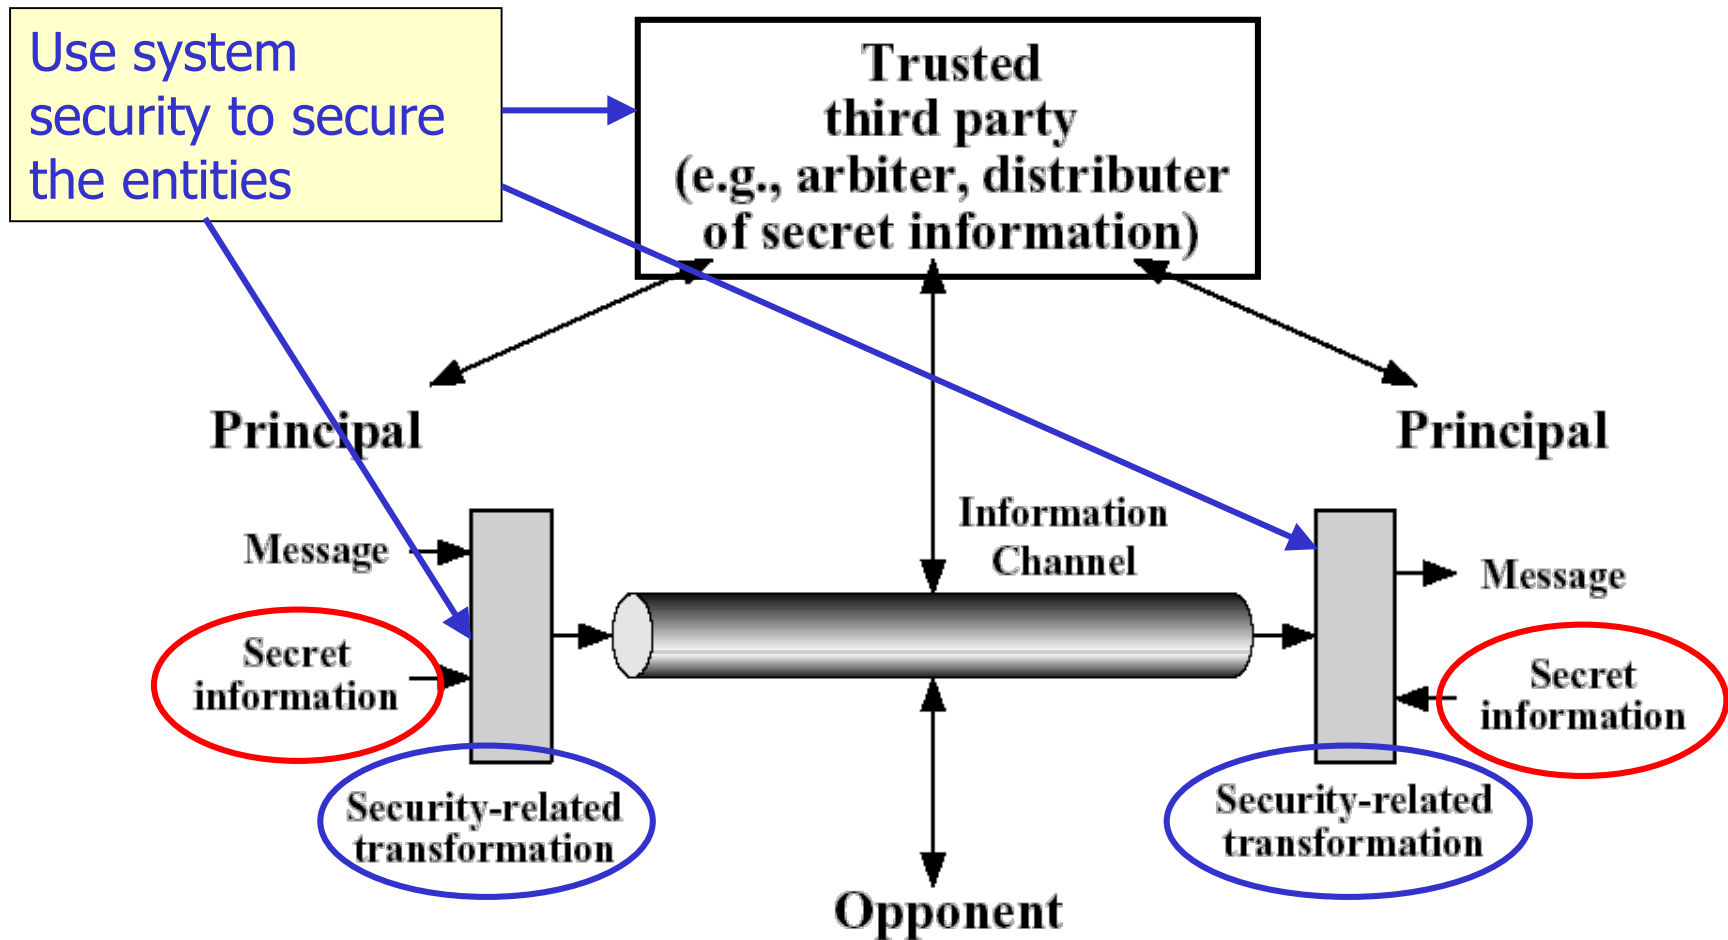 Use system
security to secure
the entities
Trusted
third party
(e.g., arbiter, distributer
of secret information)
Principal
Principal
Information
Channel
Message
Message
Secret
information
Secret
information
Security-related
transformation
Security-related
transformation
Opponent